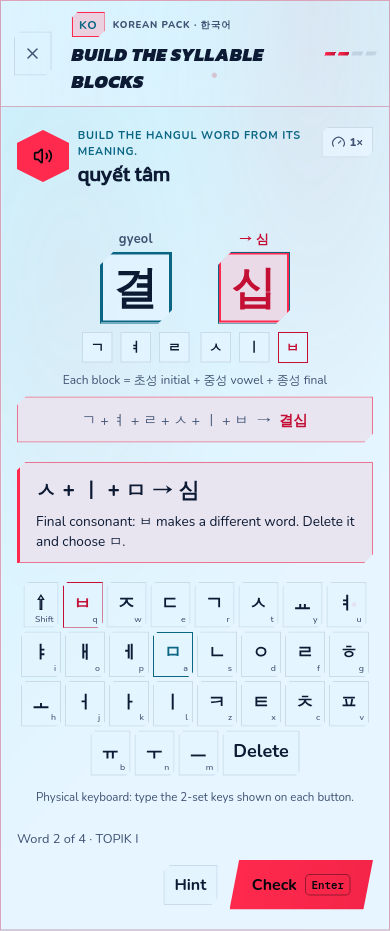 KO KOREAN PACK · 한국어
BUILD THE SYLLABLE
BLOCKS
BUILD THE HANGUL WORD FROM ITS
MEANING.
1×
quyết tâm
gyeol → 심
결 십
ㄱ ㅕ ㄹ ㅅ ㅣ ㅂ
Each block = 초성 initial + 중성 vowel + 종성 final
ㄱ + ㅕ + ㄹ + ㅅ + ㅣ + ㅂ → 결십
ㅅ + ㅣ + ㅁ → 심
Final consonant: ㅂ makes a different word. Delete it
and choose ㅁ.
⇧ Shift ㅂ q ㅈ w ㄷ e ㄱ r ㅅ t ㅛ y ㅕ u
ㅑ i ㅐ o ㅔ p ㅁ a ㄴ s ㅇ d ㄹ f ㅎ g
ㅗ h ㅓ j ㅏ k ㅣ l ㅋ z ㅌ x ㅊ c ㅍ v
ㅠ b ㅜ n ㅡ m Delete
Physical keyboard: type the 2-set keys shown on each button.
Word 2 of 4 · TOPIK I
Hint Check Enter